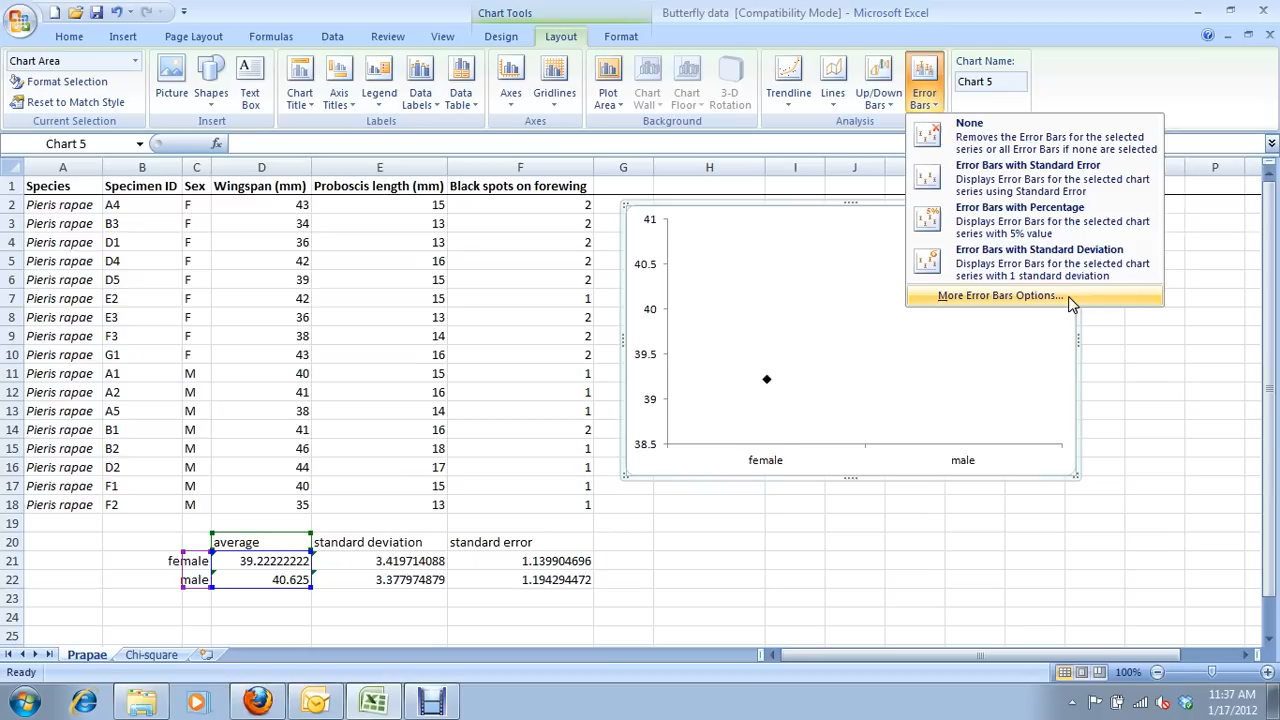 Chart Tools
Butterfly data [Compatibility Mode] - Microsoft Excel
Home Insert Page Layout Formulas Data Review View Design Layout Format
Chart Area
Format Selection
Reset to Match Style
Current Selection
Picture Shapes Text Box
Insert
Chart Title Axis Titles Legend Data Labels Data Table
Labels
Axes Gridlines
Axes
Plot Area Chart Wall Chart Floor 3-D Rotation
Background
Trendline Lines Up/Down Bars Error Bars
Analysis
Chart Name:
Chart 5
None
Removes the Error Bars for the selected
series or all Error Bars if none are selected
Error Bars with Standard Error
Displays Error Bars for the selected chart
series using Standard Error
5%
Error Bars with Percentage
Displays Error Bars for the selected chart
series with 5% value
Error Bars with Standard Deviation
Displays Error Bars for the selected chart
series with 1 standard deviation
More Error Bars Options...
Chart 5 fx
A B C D E F G H I J P
1 Species Specimen ID Sex Wingspan (mm) Proboscis length (mm) Black spots on forewing
2 Pieris rapae A4 F 43 15 2
3 Pieris rapae B3 F 34 13 2
4 Pieris rapae D1 F 36 13 2
5 Pieris rapae D4 F 42 16 2
6 Pieris rapae D5 F 39 15 2
7 Pieris rapae E2 F 42 15 1
8 Pieris rapae E3 F 36 13 2
9 Pieris rapae F3 F 38 14 2
10 Pieris rapae G1 F 43 16 2
11 Pieris rapae A1 M 40 15 1
12 Pieris rapae A2 M 41 16 1
13 Pieris rapae A5 M 38 14 1
14 Pieris rapae B1 M 41 16 2
15 Pieris rapae B2 M 46 18 1
16 Pieris rapae D2 M 44 17 1
17 Pieris rapae F1 M 40 15 1
18 Pieris rapae F2 M 35 13 1
19
20 average standard deviation standard error
21 female 39.22222222 3.419714088 1.139904696
22 male 40.625 3.377974879 1.194294472
23
24
25
41
40.5
40
39.5
39
38.5
female male
Prapae Chi-square
Ready
100%
11:37 AM
1/17/2012